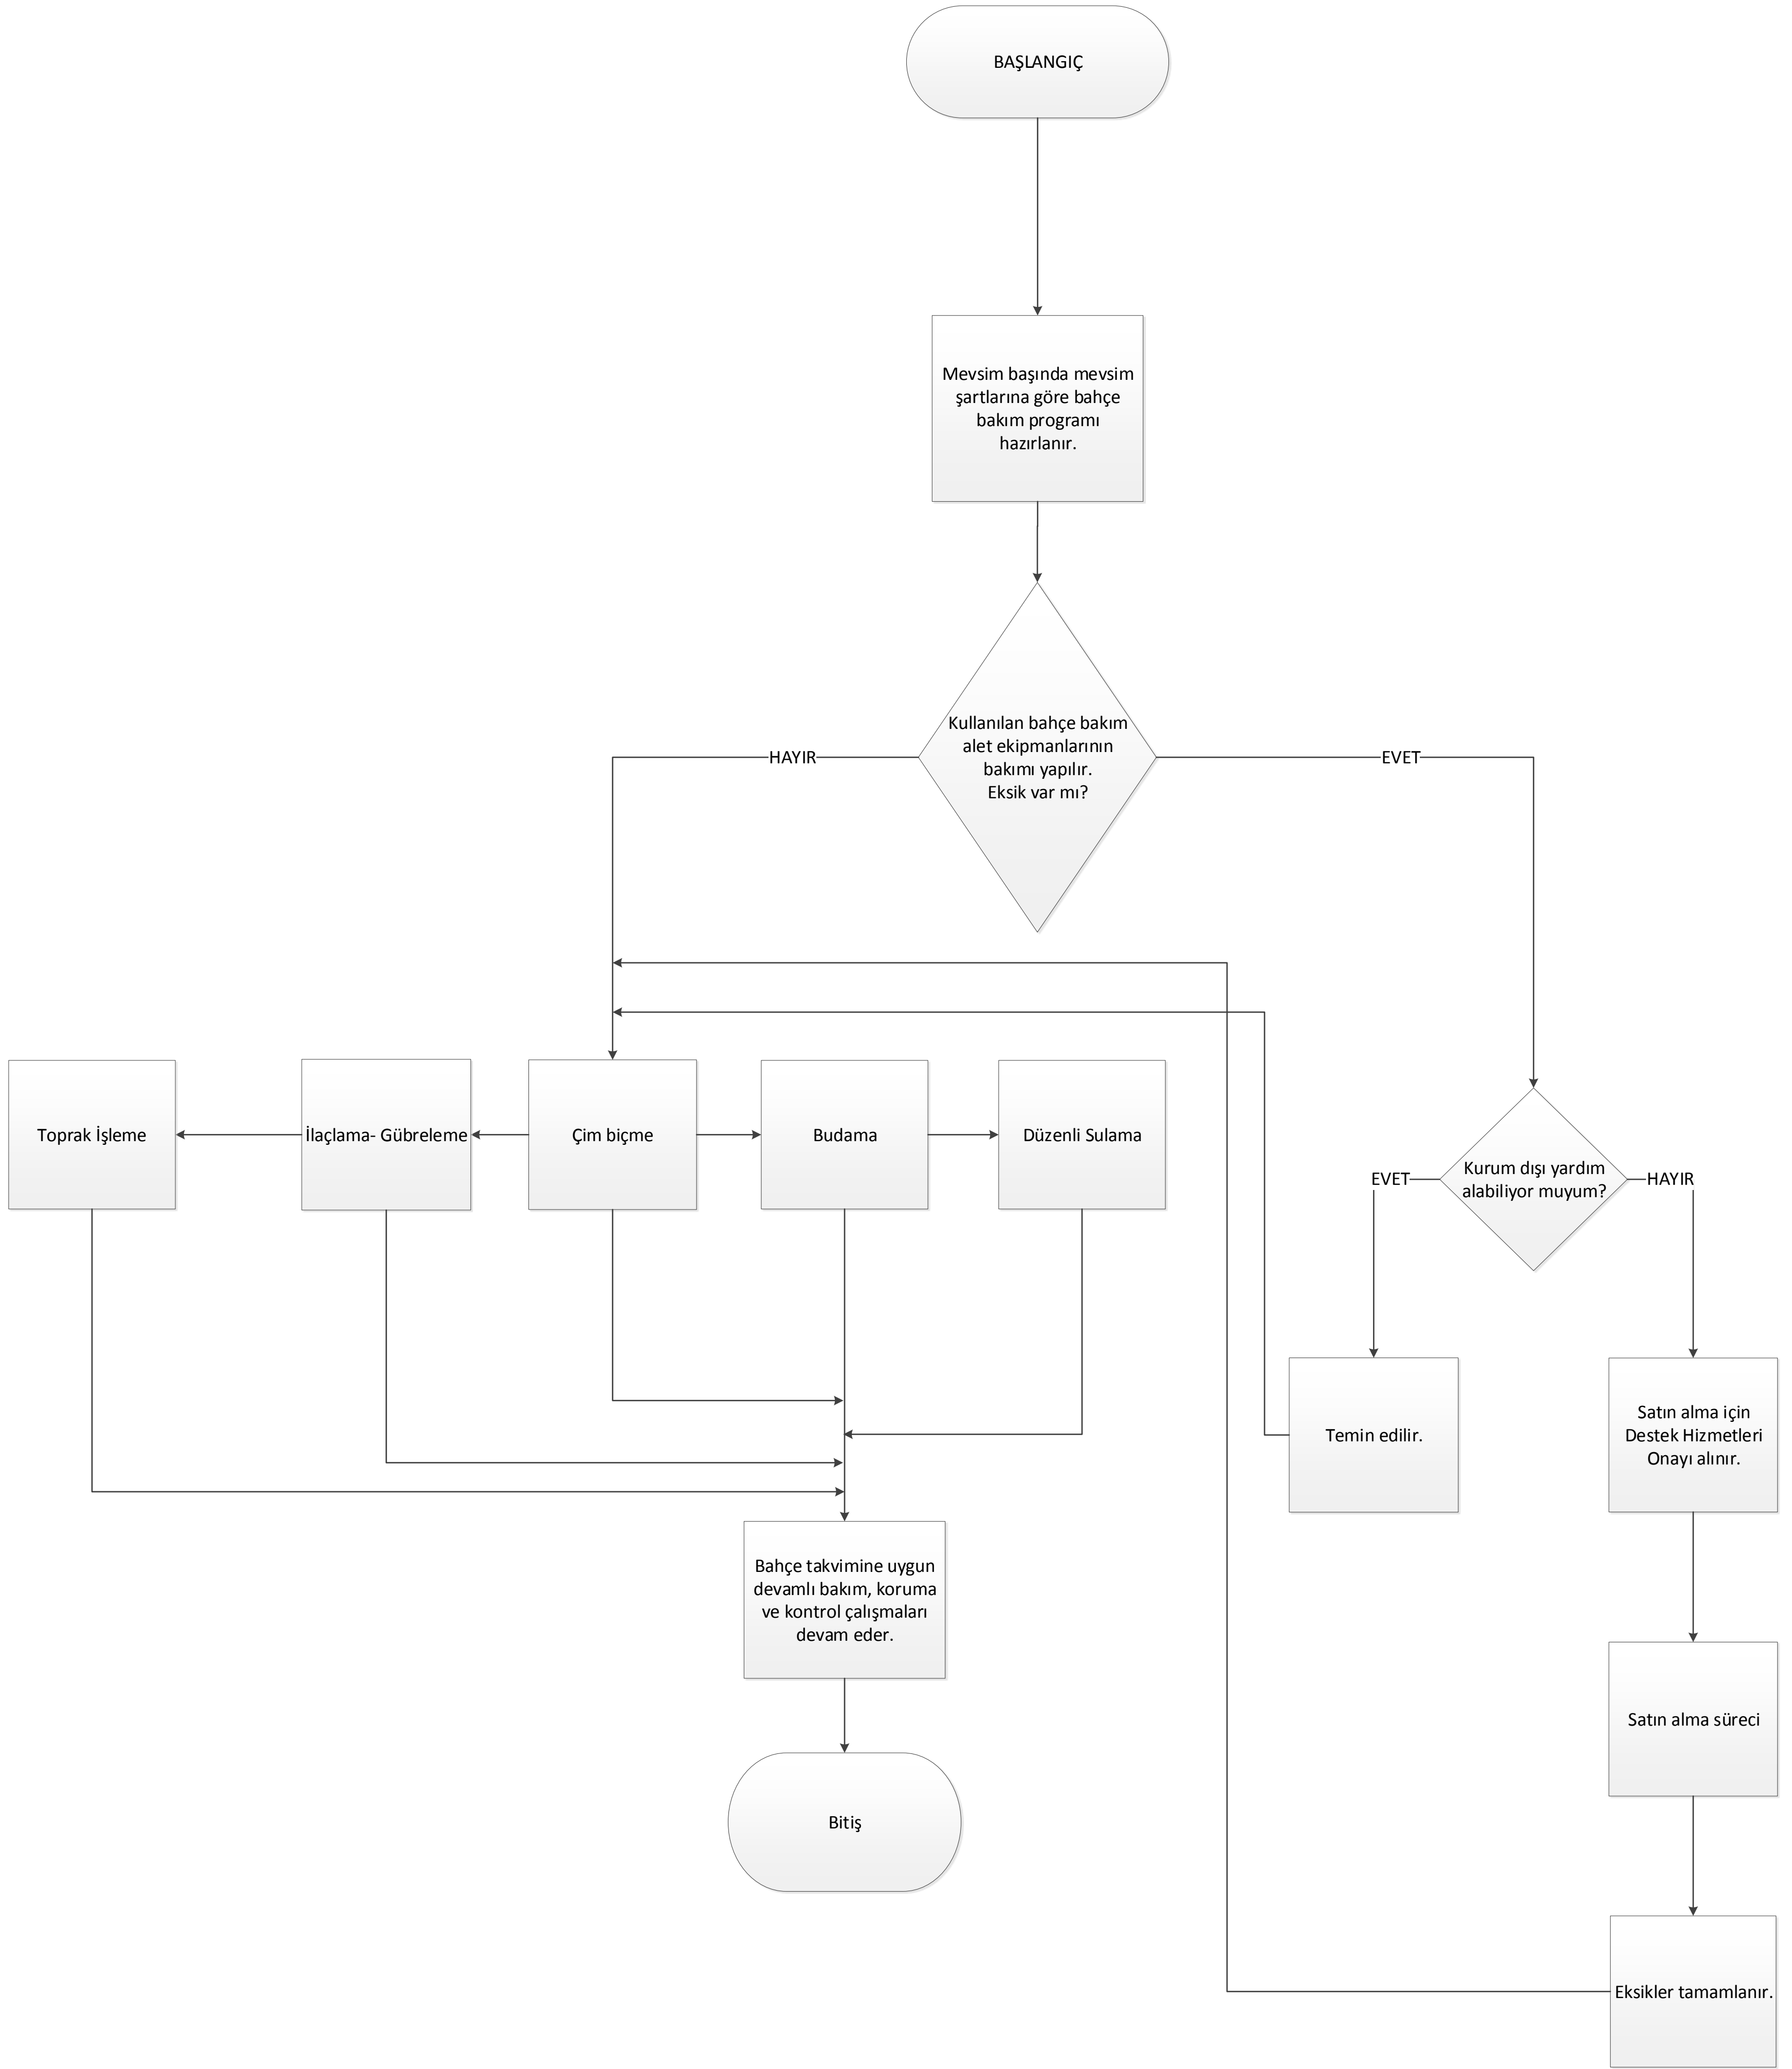 BAŞLANGIÇ
Mevsim başında mevsim
şartlarına göre bahçe
bakım programı
hazırlanır.
Kullanılan bahçe bakım
alet ekipmanlarının
bakımı yapılır.
Eksik var mı?
HAYIR
EVET
Toprak İşleme
İlaçlama- Gübreleme
Çim biçme
Budama
Düzenli Sulama
Kurum dışı yardım
alabiliyor muyum?
EVET
HAYIR
Temin edilir.
Satın alma için
Destek Hizmetleri
Onayı alınır.
Bahçe takvimine uygun
devamlı bakım, koruma
ve kontrol çalışmaları
devam eder.
Satın alma süreci
Bitiş
Eksikler tamamlanır.